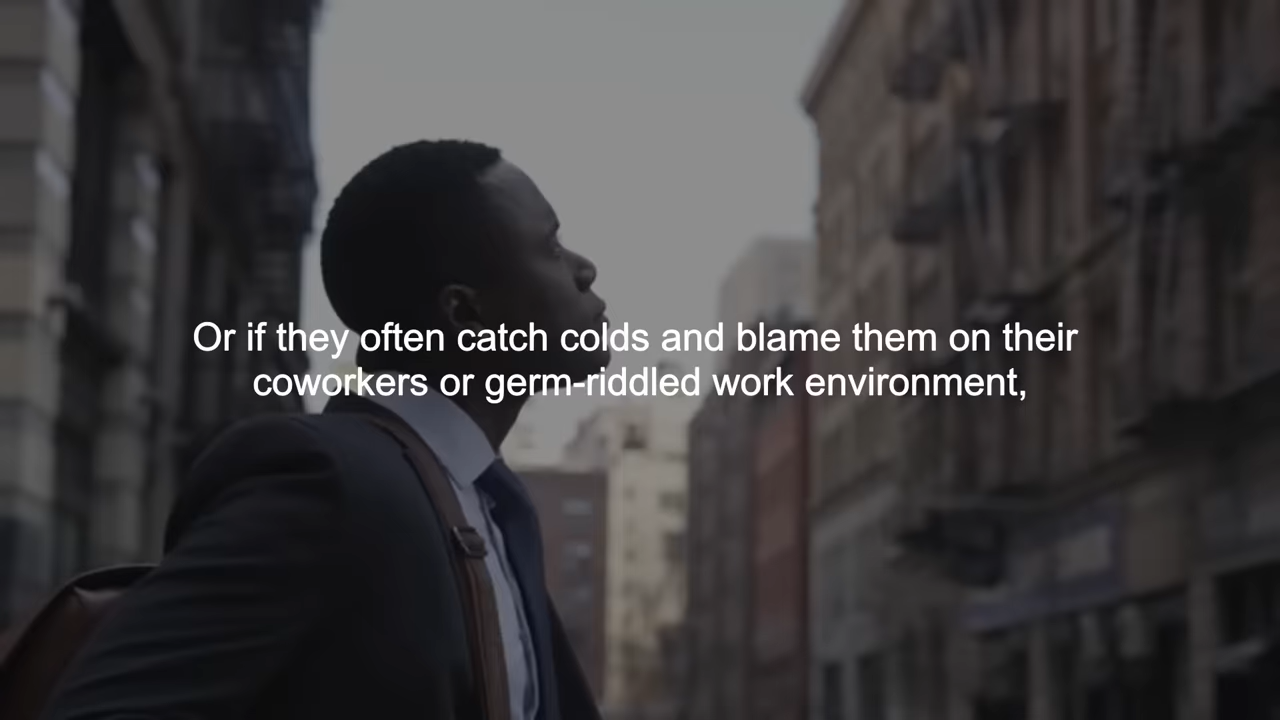 Or if they often catch colds and blame them on their
coworkers or germ-riddled work environment,